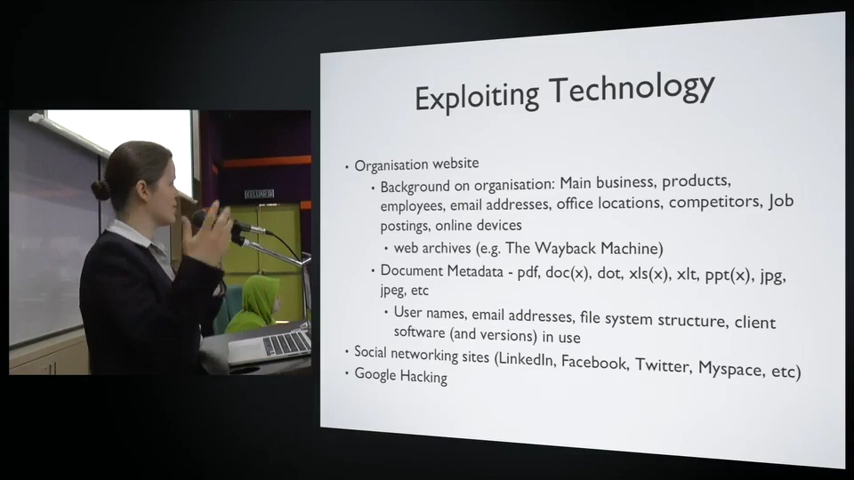 Exploiting Technology
• Organisation website
• Background on organisation: Main business, products,
employees, email addresses, office locations, competitors, Job
postings, online devices
• web archives (e.g. The Wayback Machine)
• Document Metadata - pdf, doc(x), dot, xls(x), xlt, ppt(x), jpg,
jpeg, etc
• User names, email addresses, file system structure, client
software (and versions) in use
• Social networking sites (LinkedIn, Facebook, Twitter, Myspace, etc)
• Google Hacking